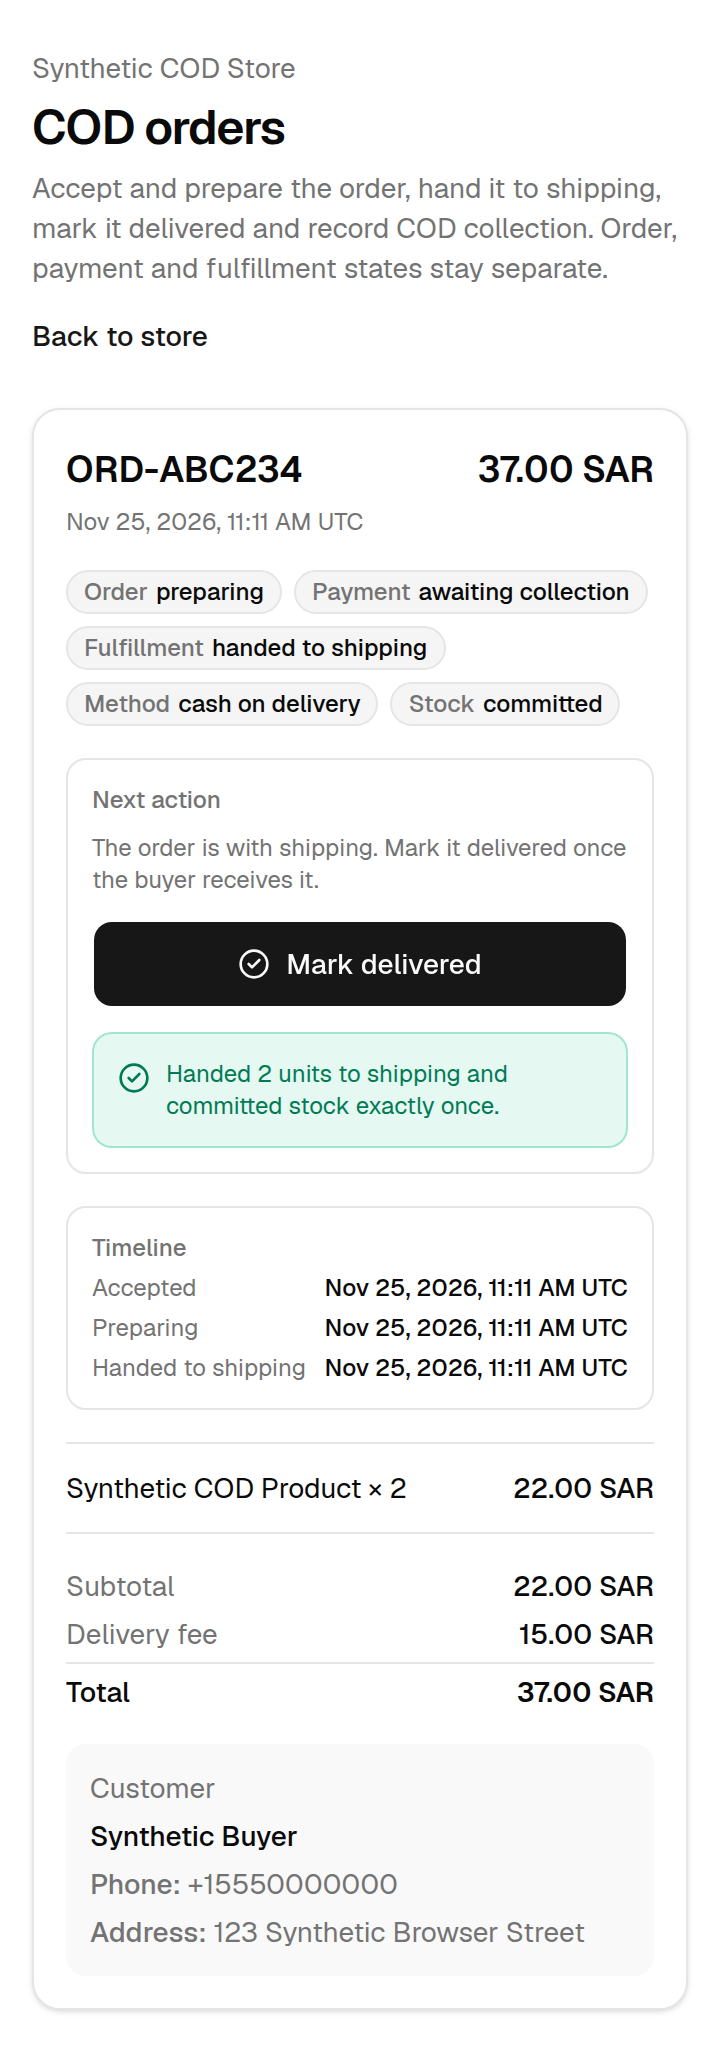 Synthetic COD Store
COD orders
Accept and prepare the order, hand it to shipping,
mark it delivered and record COD collection. Order,
payment and fulfillment states stay separate.
Back to store
ORD-ABC234 37.00 SAR
Nov 25, 2026, 11:11 AM UTC
Order preparing Payment awaiting collection
Fulfillment handed to shipping
Method cash on delivery Stock committed
Next action
The order is with shipping. Mark it delivered once
the buyer receives it.
Mark delivered
Handed 2 units to shipping and
committed stock exactly once.
Timeline
Accepted Nov 25, 2026, 11:11 AM UTC
Preparing Nov 25, 2026, 11:11 AM UTC
Handed to shipping Nov 25, 2026, 11:11 AM UTC
Synthetic COD Product × 2 22.00 SAR
Subtotal 22.00 SAR
Delivery fee 15.00 SAR
Total 37.00 SAR
Customer
Synthetic Buyer
Phone: +15550000000
Address: 123 Synthetic Browser Street